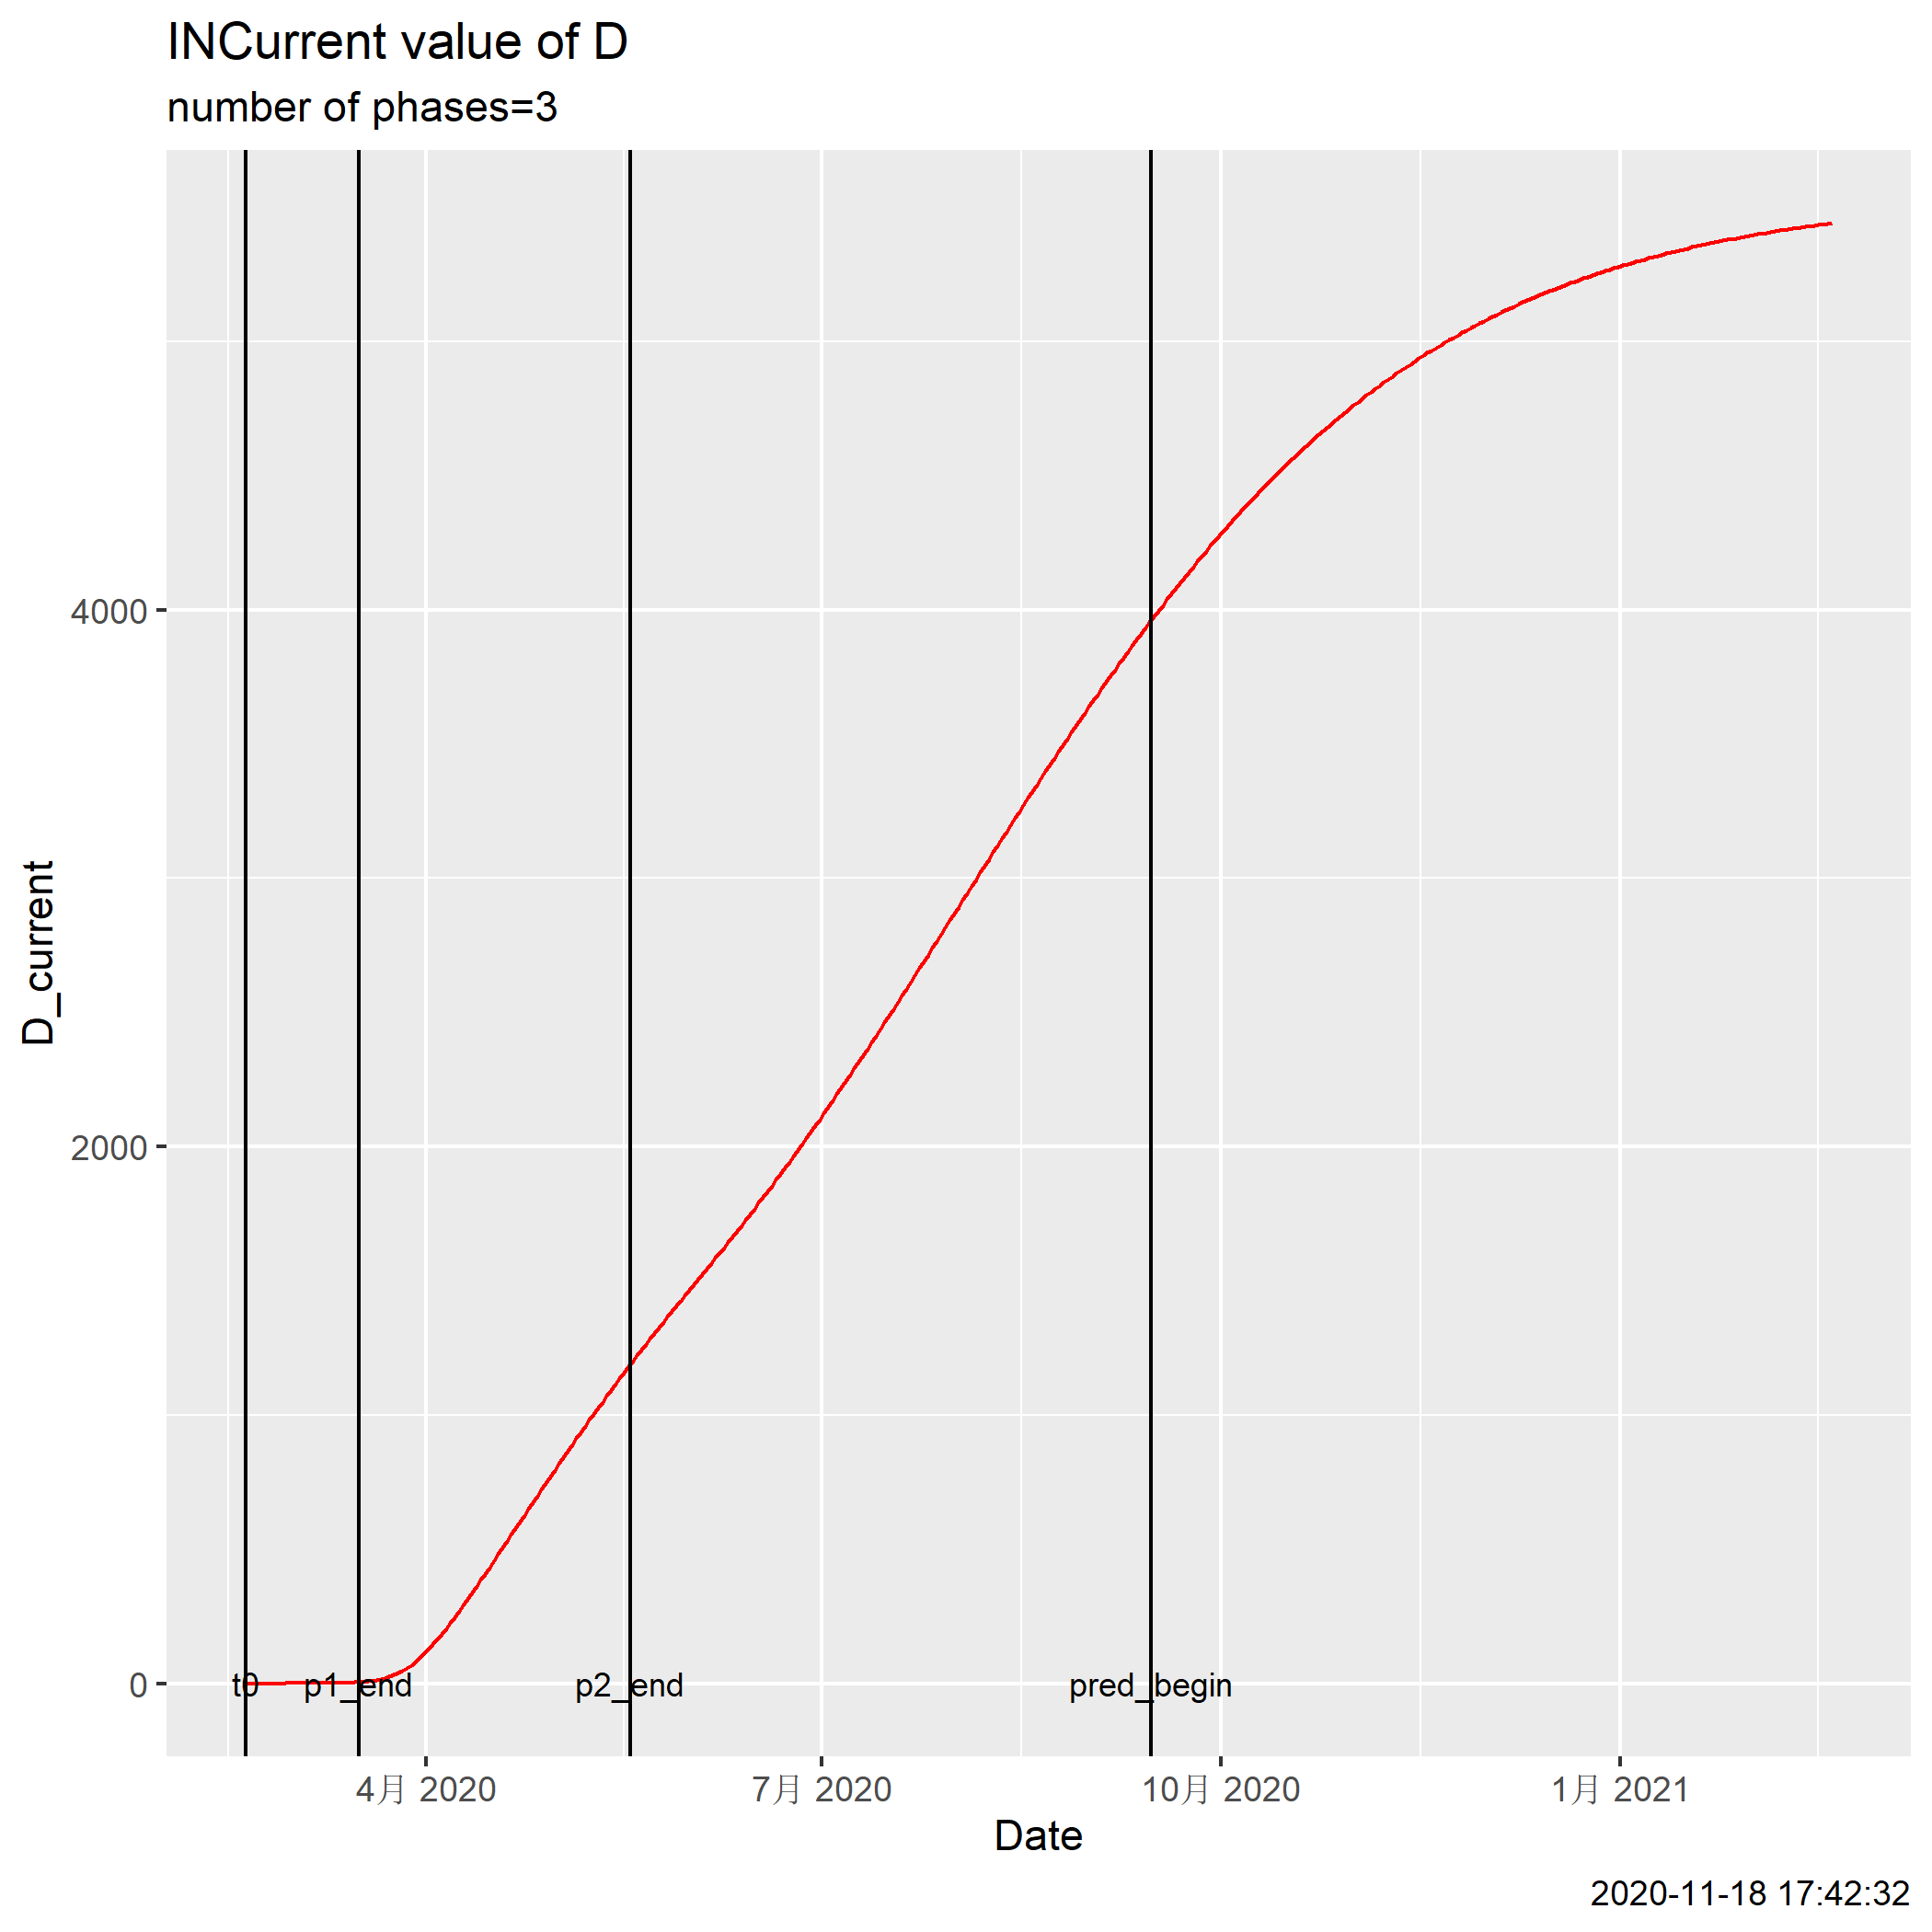 INCurrent value of D
number of phases=3
D_current
4000
2000
0
t0
p1_end
p2_end
pred_begin
4月 2020
7月 2020
10月 2020
1月 2021
Date
2020-11-18 17:42:32